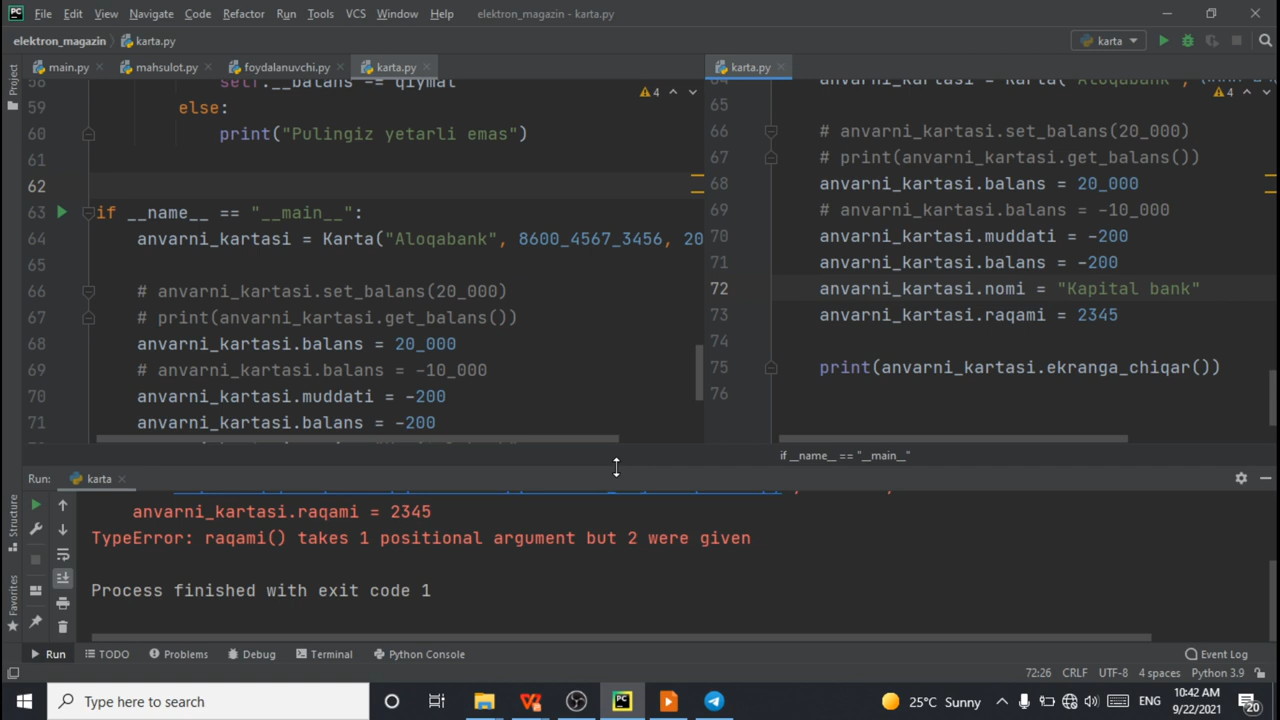 PC File Edit View Navigate Code Refactor Run Tools VCS Window Help elektron_magazin - karta.py
elektron_magazin karta.py karta
main.py mahsulot.py foydalanuvchi.py karta.py karta.py
Project
58 self.__balans -= qiymat
59 else:
60 print("Pulingiz yetarli emas")
61
62
63 if __name__ == "__main__":
64 anvarni_kartasi = Karta("Aloqabank", 8600_4567_3456, 20
65
66 # anvarni_kartasi.set_balans(20_000)
67 # print(anvarni_kartasi.get_balans())
68 anvarni_kartasi.balans = 20_000
69 # anvarni_kartasi.balans = -10_000
70 anvarni_kartasi.muddati = -200
71 anvarni_kartasi.balans = -200
4
64 anvarni_kartasi = Karta("Aloqabank",
65
66 # anvarni_kartasi.set_balans(20_000)
67 # print(anvarni_kartasi.get_balans())
68 anvarni_kartasi.balans = 20_000
69 # anvarni_kartasi.balans = -10_000
70 anvarni_kartasi.muddati = -200
71 anvarni_kartasi.balans = -200
72 anvarni_kartasi.nomi = "Kapital bank"
73 anvarni_kartasi.raqami = 2345
74
75 print(anvarni_kartasi.ekranga_chiqar())
76
4
if __name__ == "__main__"
Run: karta
Structure
Favorites
anvarni_kartasi.raqami = 2345
TypeError: raqami() takes 1 positional argument but 2 were given
Process finished with exit code 1
Run TODO Problems Debug Terminal Python Console Event Log
72:26 CRLF UTF-8 4 spaces Python 3.9
Type here to search PC 25°C Sunny ENG 10:42 AM
9/22/2021
20